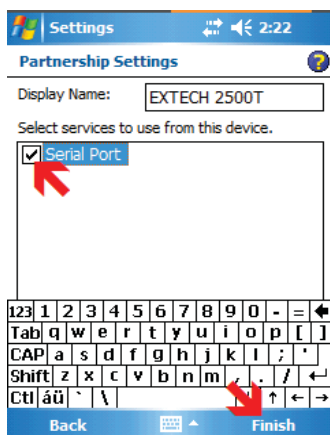 Settings 2:22
Partnership Settings ?
Display Name: EXTECH 2500T
Select services to use from this device.
Serial Port
123 1 2 3 4 5 6 7 8 9 0 - =
Tab q w e r t y u i o p [ ]
CAP a s d f g h j k l ; '
Shift z x c v b n m , . /
Ctl áü ` \
Back Finish